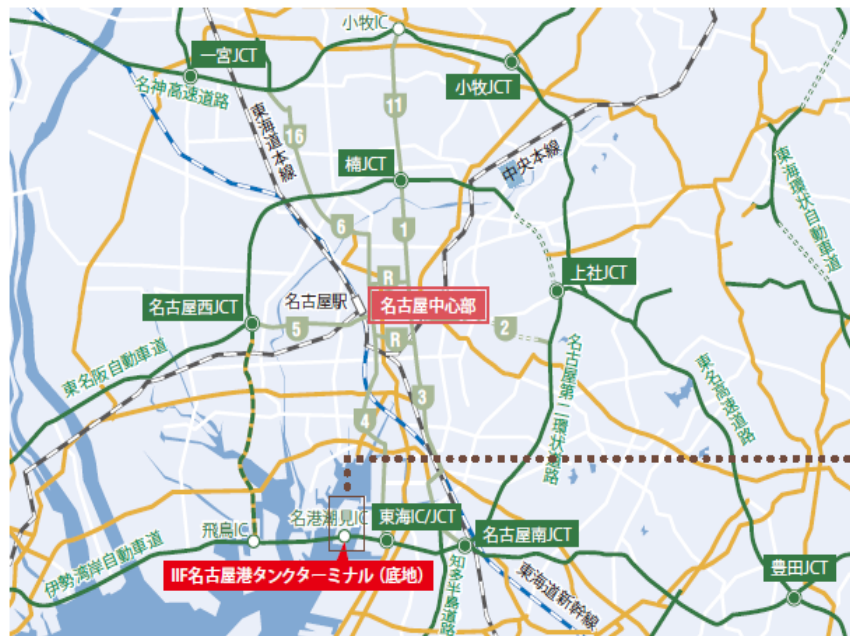 小牧IC
一宮JCT
小牧JCT
名神高速道路
東海道本線
11
16
楠JCT
中央本線
東海環状自動車道
6
1
R
上社JCT
名古屋西JCT
名古屋駅
名古屋中心部
5
R
2
東名阪自動車道
名古屋第二環状道路
東名高速道路
3
4
飛島IC
名港潮見IC
東海IC/JCT
名古屋南JCT
伊勢湾岸自動車道
IIF名古屋港タンクターミナル（底地）
知多半島道路
東海道新幹線
豊田JCT